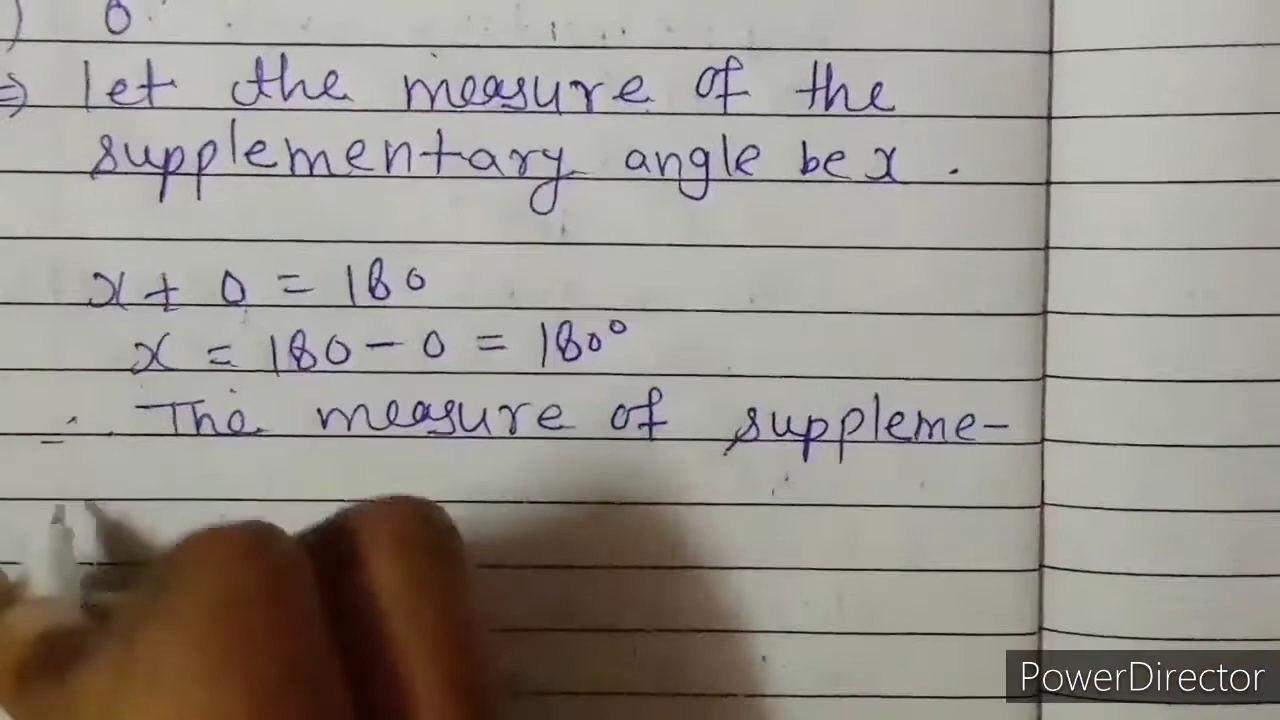 ) 0
⇒ Let the measure of the
supplementary angle be x .
x + 0 = 180
x = 180 - 0 = 180°
∴ The measure of suppleme-
PowerDirector